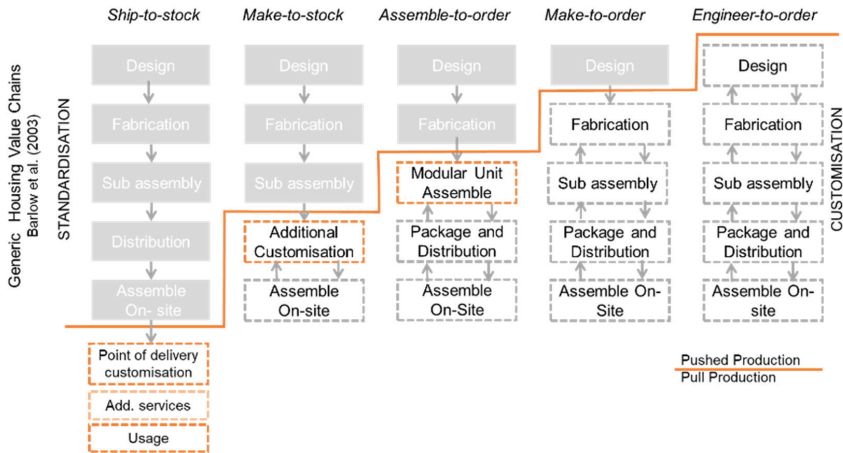 Ship-to-stock
Make-to-stock
Assemble-to-order
Make-to-order
Engineer-to-order
Generic Housing Value Chains
Barlow et al. (2003)
STANDARDISATION
Design
Fabrication
Sub assembly
Distribution
Assemble
On- site
Point of delivery
customisation
Add. services
Usage
Design
Fabrication
Sub assembly
Additional
Customisation
Assemble
On-site
Design
Fabrication
Modular Unit
Assemble
Package and
Distribution
Assemble
On-Site
Design
Fabrication
Sub assembly
Package and
Distribution
Assemble On-
Site
Design
Fabrication
Sub assembly
Package and
Distribution
Assemble On-
site
CUSTOMISATION
Pushed Production
Pull Production